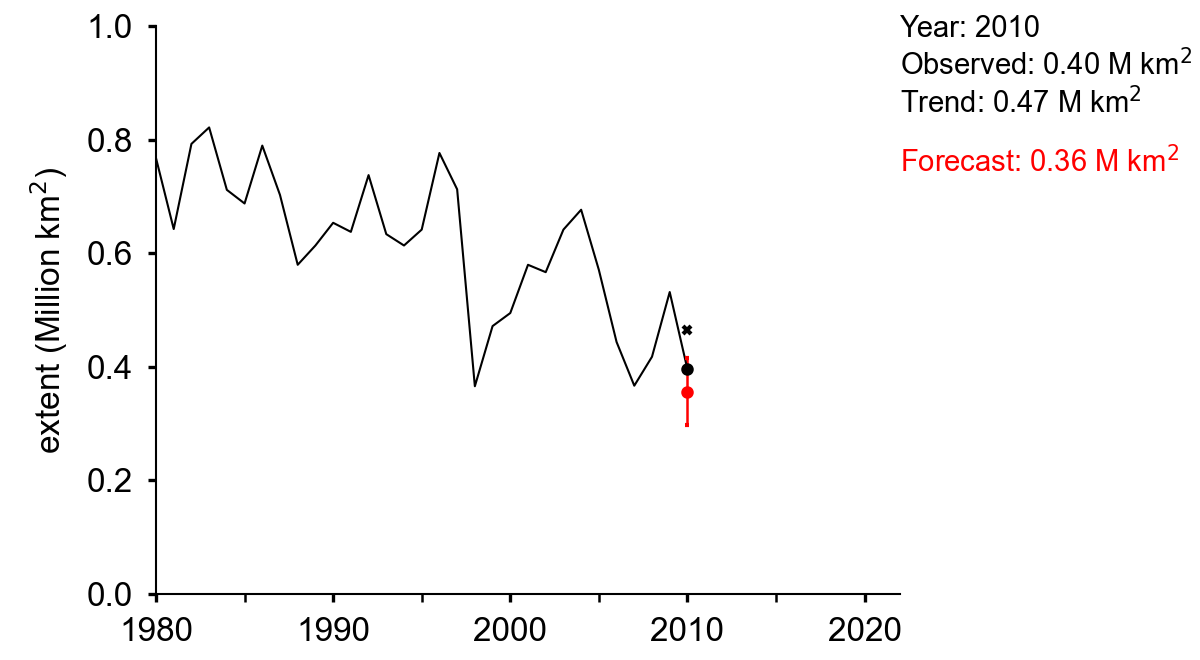 Year: 2010
Observed: 0.40 M km²
Trend: 0.47 M km²
Forecast: 0.36 M km²
extent (Million km²)
1.0
0.8
0.6
0.4
0.2
0.0
1980 1990 2000 2010 2020